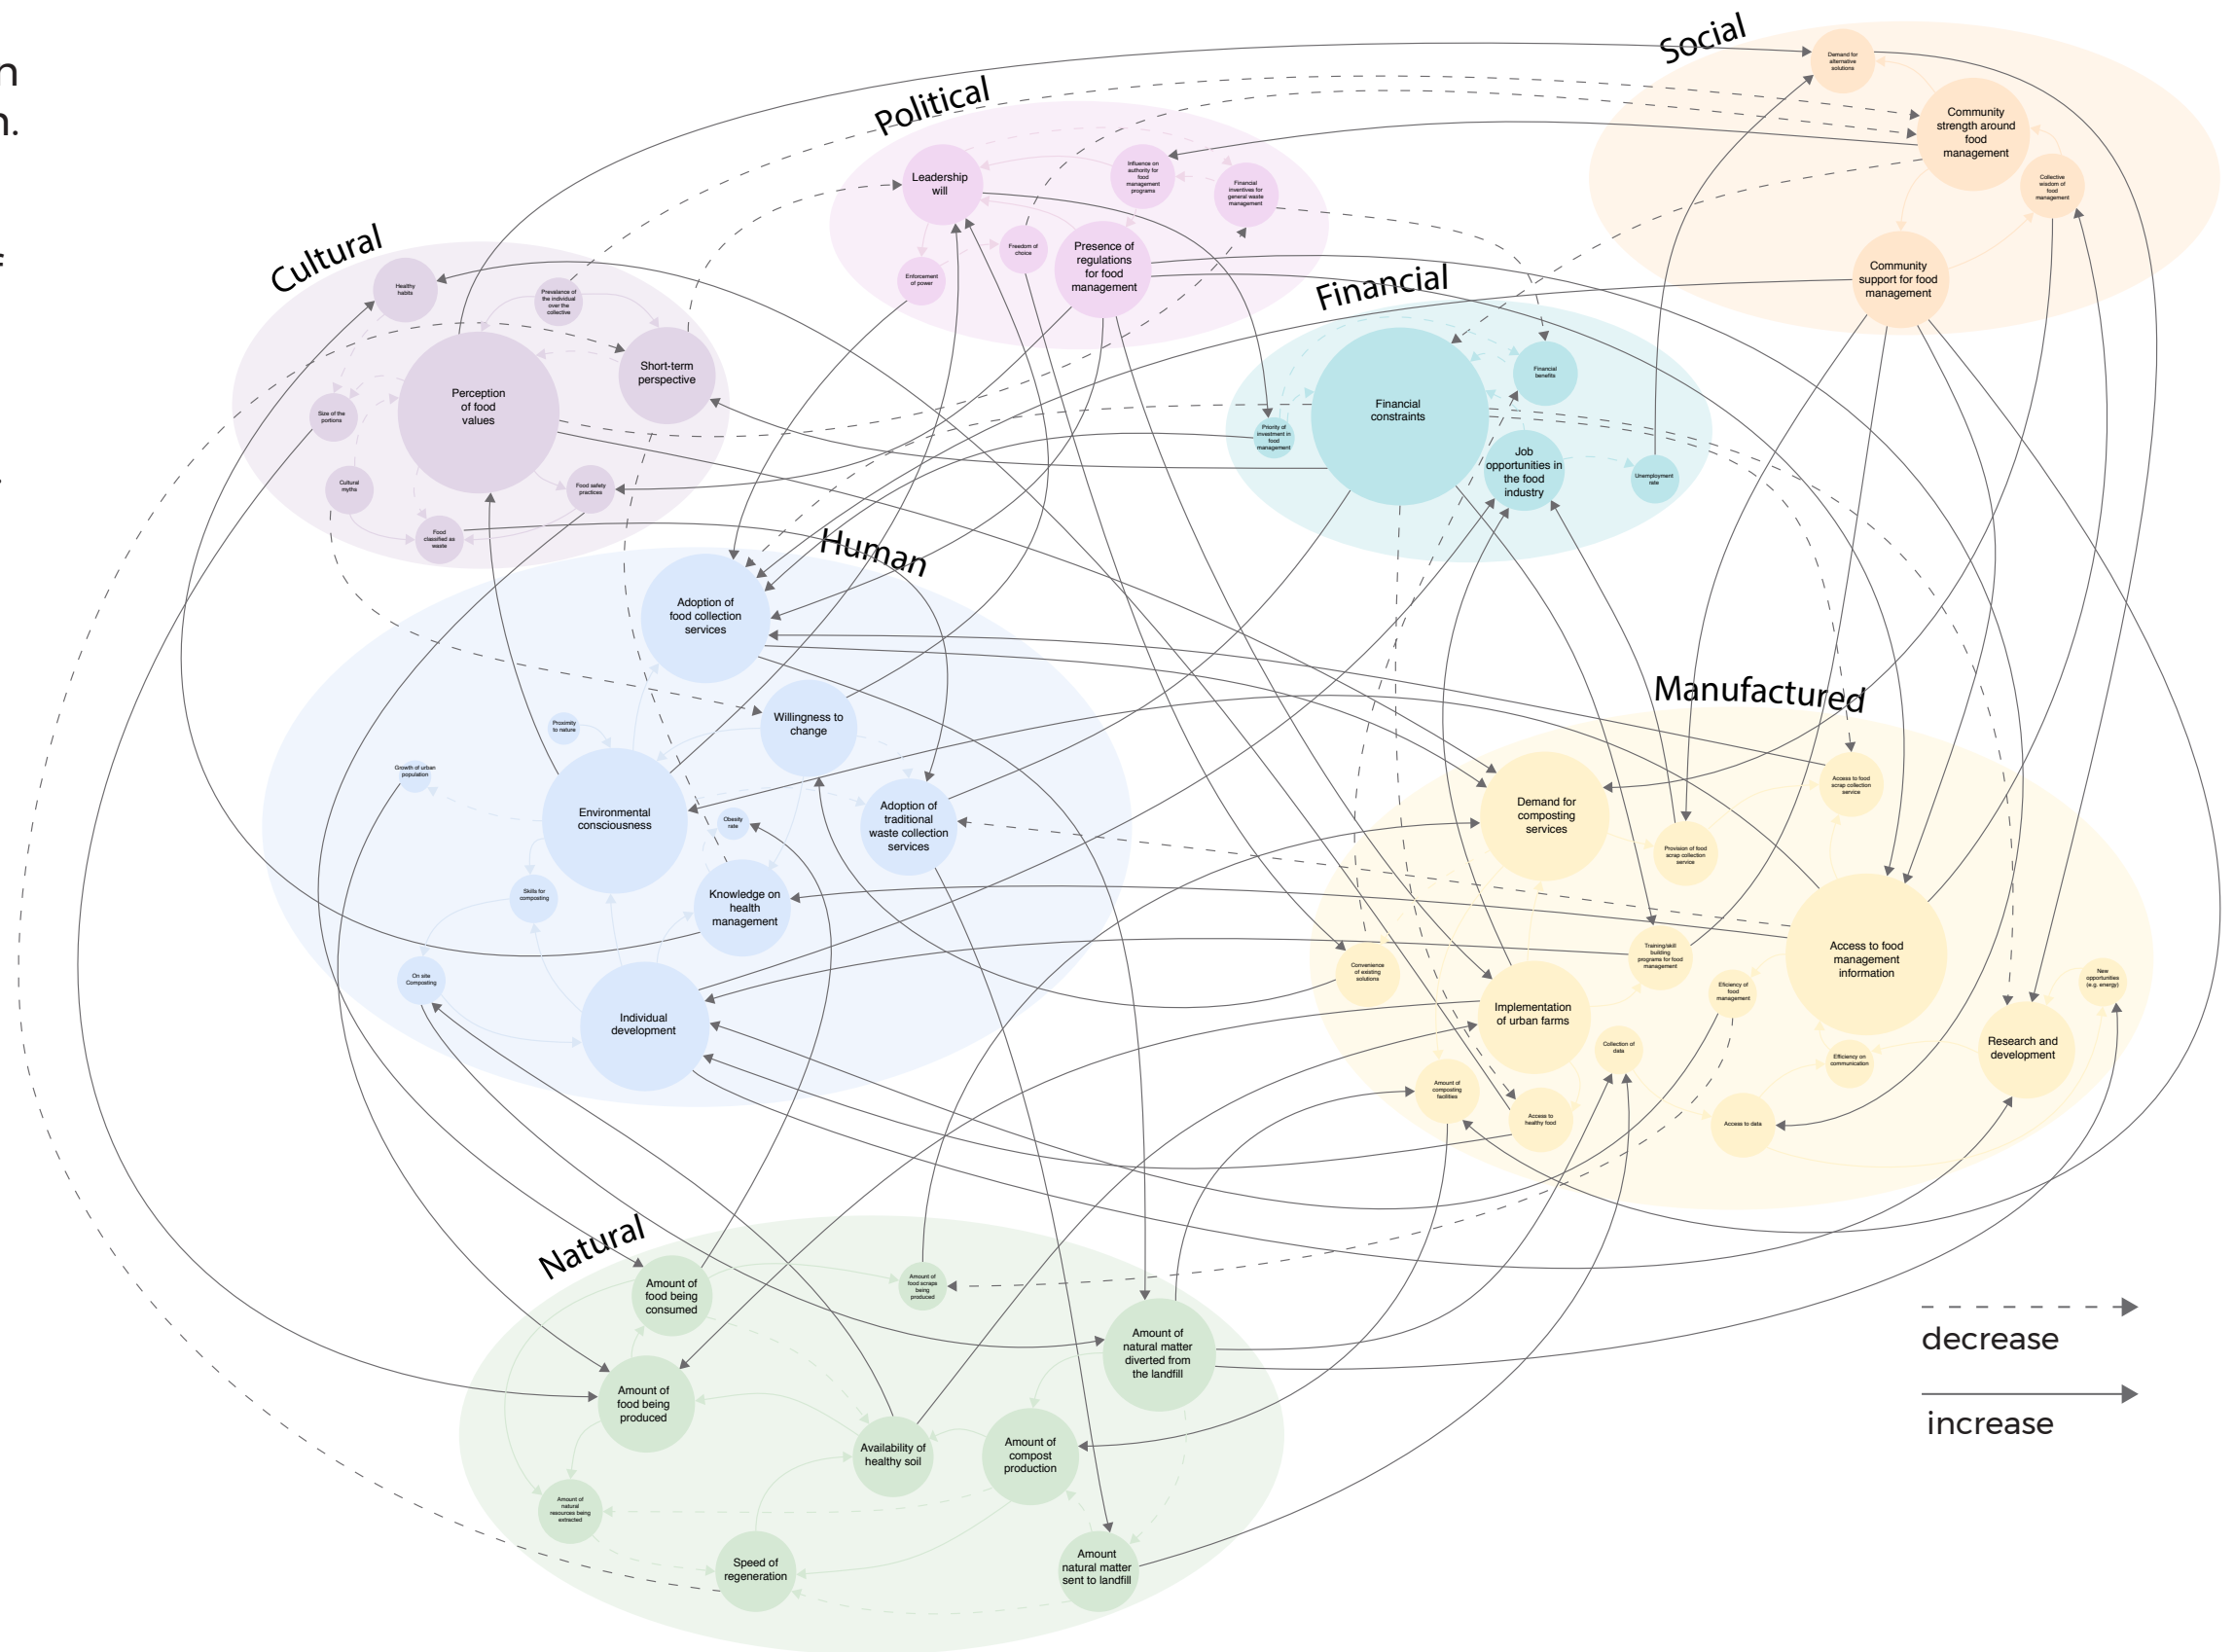 n
n.
f
Social
Demand for
alternative
solutions
Community
strength around
food
management
Collective
wisdom of
food
management
Community
support for food
management
Political
Leadership
will
Influence on
authority for
food
management
programs
Financial
inventives for
general waste
management
Freedom of
choice
Enforcement
of power
Presence of
regulations
for food
management
Cultural
Healthy
habits
Prevalance of
the individual
over the
collective
Short-term
perspective
Perception
of food
values
Size of the
portions
Cultural
myths
Food safety
practices
Food
classified as
waste
Financial
Financial
constraints
Financial
benefits
Priority of
investment in
food
management
Job
opportunities in
the food
industry
Unemployment
rate
Human
Adoption of
food collection
services
Willingness to
change
Proximity
to nature
Growth of urban
population
Environmental
consciousness
Obesity
rate
Adoption of
traditional
waste collection
services
Skills for
composting
Knowledge on
health
management
On site
Composting
Individual
development
Manufactured
Demand for
composting
services
Access to food
scrap collection
service
Provision of food
scrap collection
service
Convenience
of existing
solutions
Training/skill
building
programs for food
management
Efficiency of
food
management
Access to food
management
information
New
opportunities
(e.g. energy)
Implementation
of urban farms
Collection of
data
Efficiency on
communication
Research and
development
Amount of
composting
facilities
Access to
healthy food
Access to data
Natural
Amount of
food being
consumed
Amount of
food scraps
being
produced
Amount of
natural matter
diverted from
the landfill
Amount of
food being
produced
Availability of
healthy soil
Amount of
compost
production
Amount of
natural
resources being
extracted
Speed of
regeneration
Amount
natural matter
sent to landfill
decrease
increase